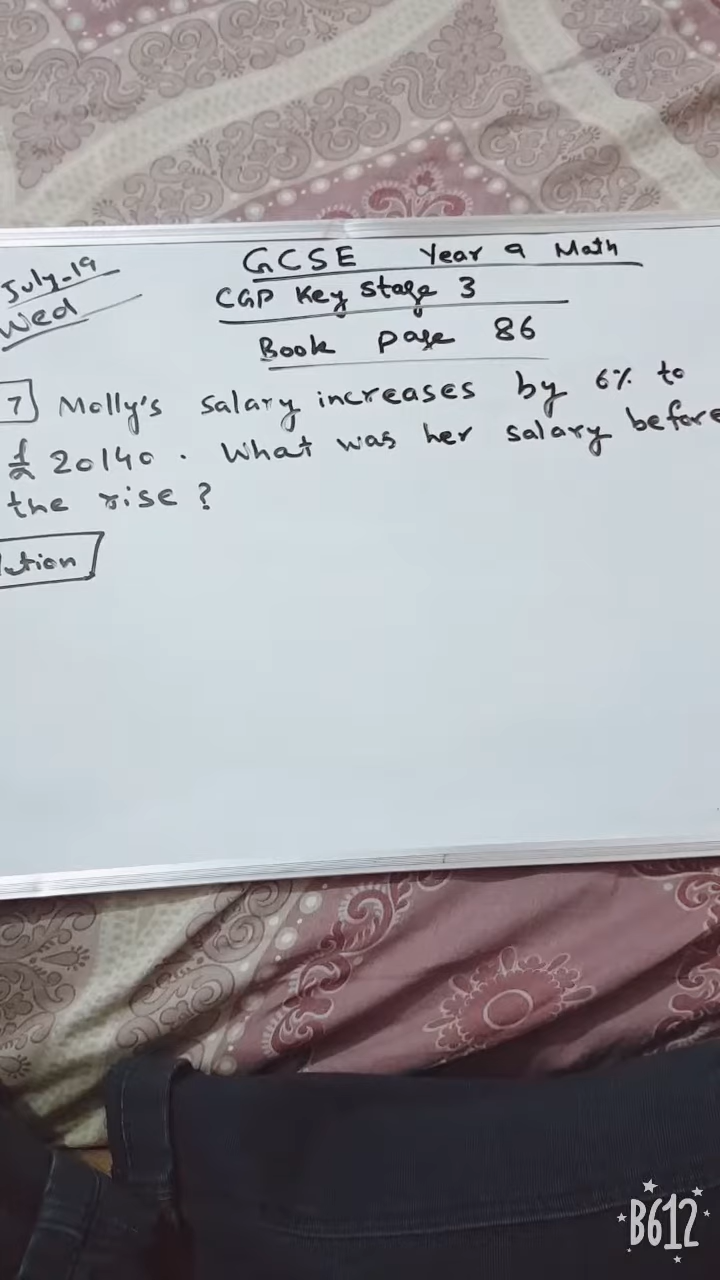 July-19
Wed
GCSE Year 9 Math
CGP Key Stage 3
Book Page 86
7 Molly's salary increases by 6% to
£ 20140. What was her salary before
the rise ?
lution
B612